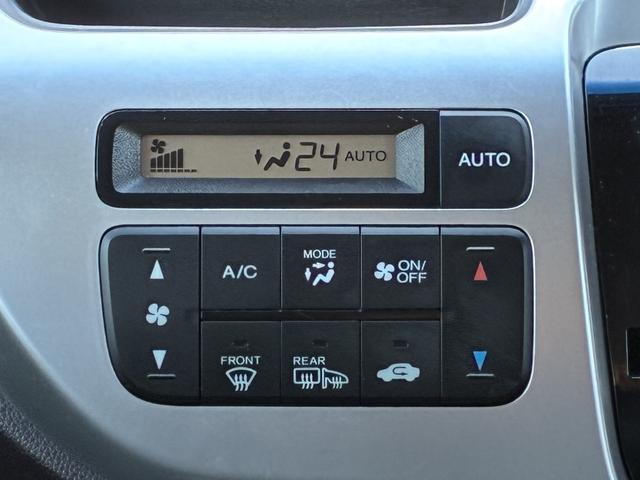 24 AUTO
AUTO
A/C
MODE
ON/
OFF
FRONT
REAR